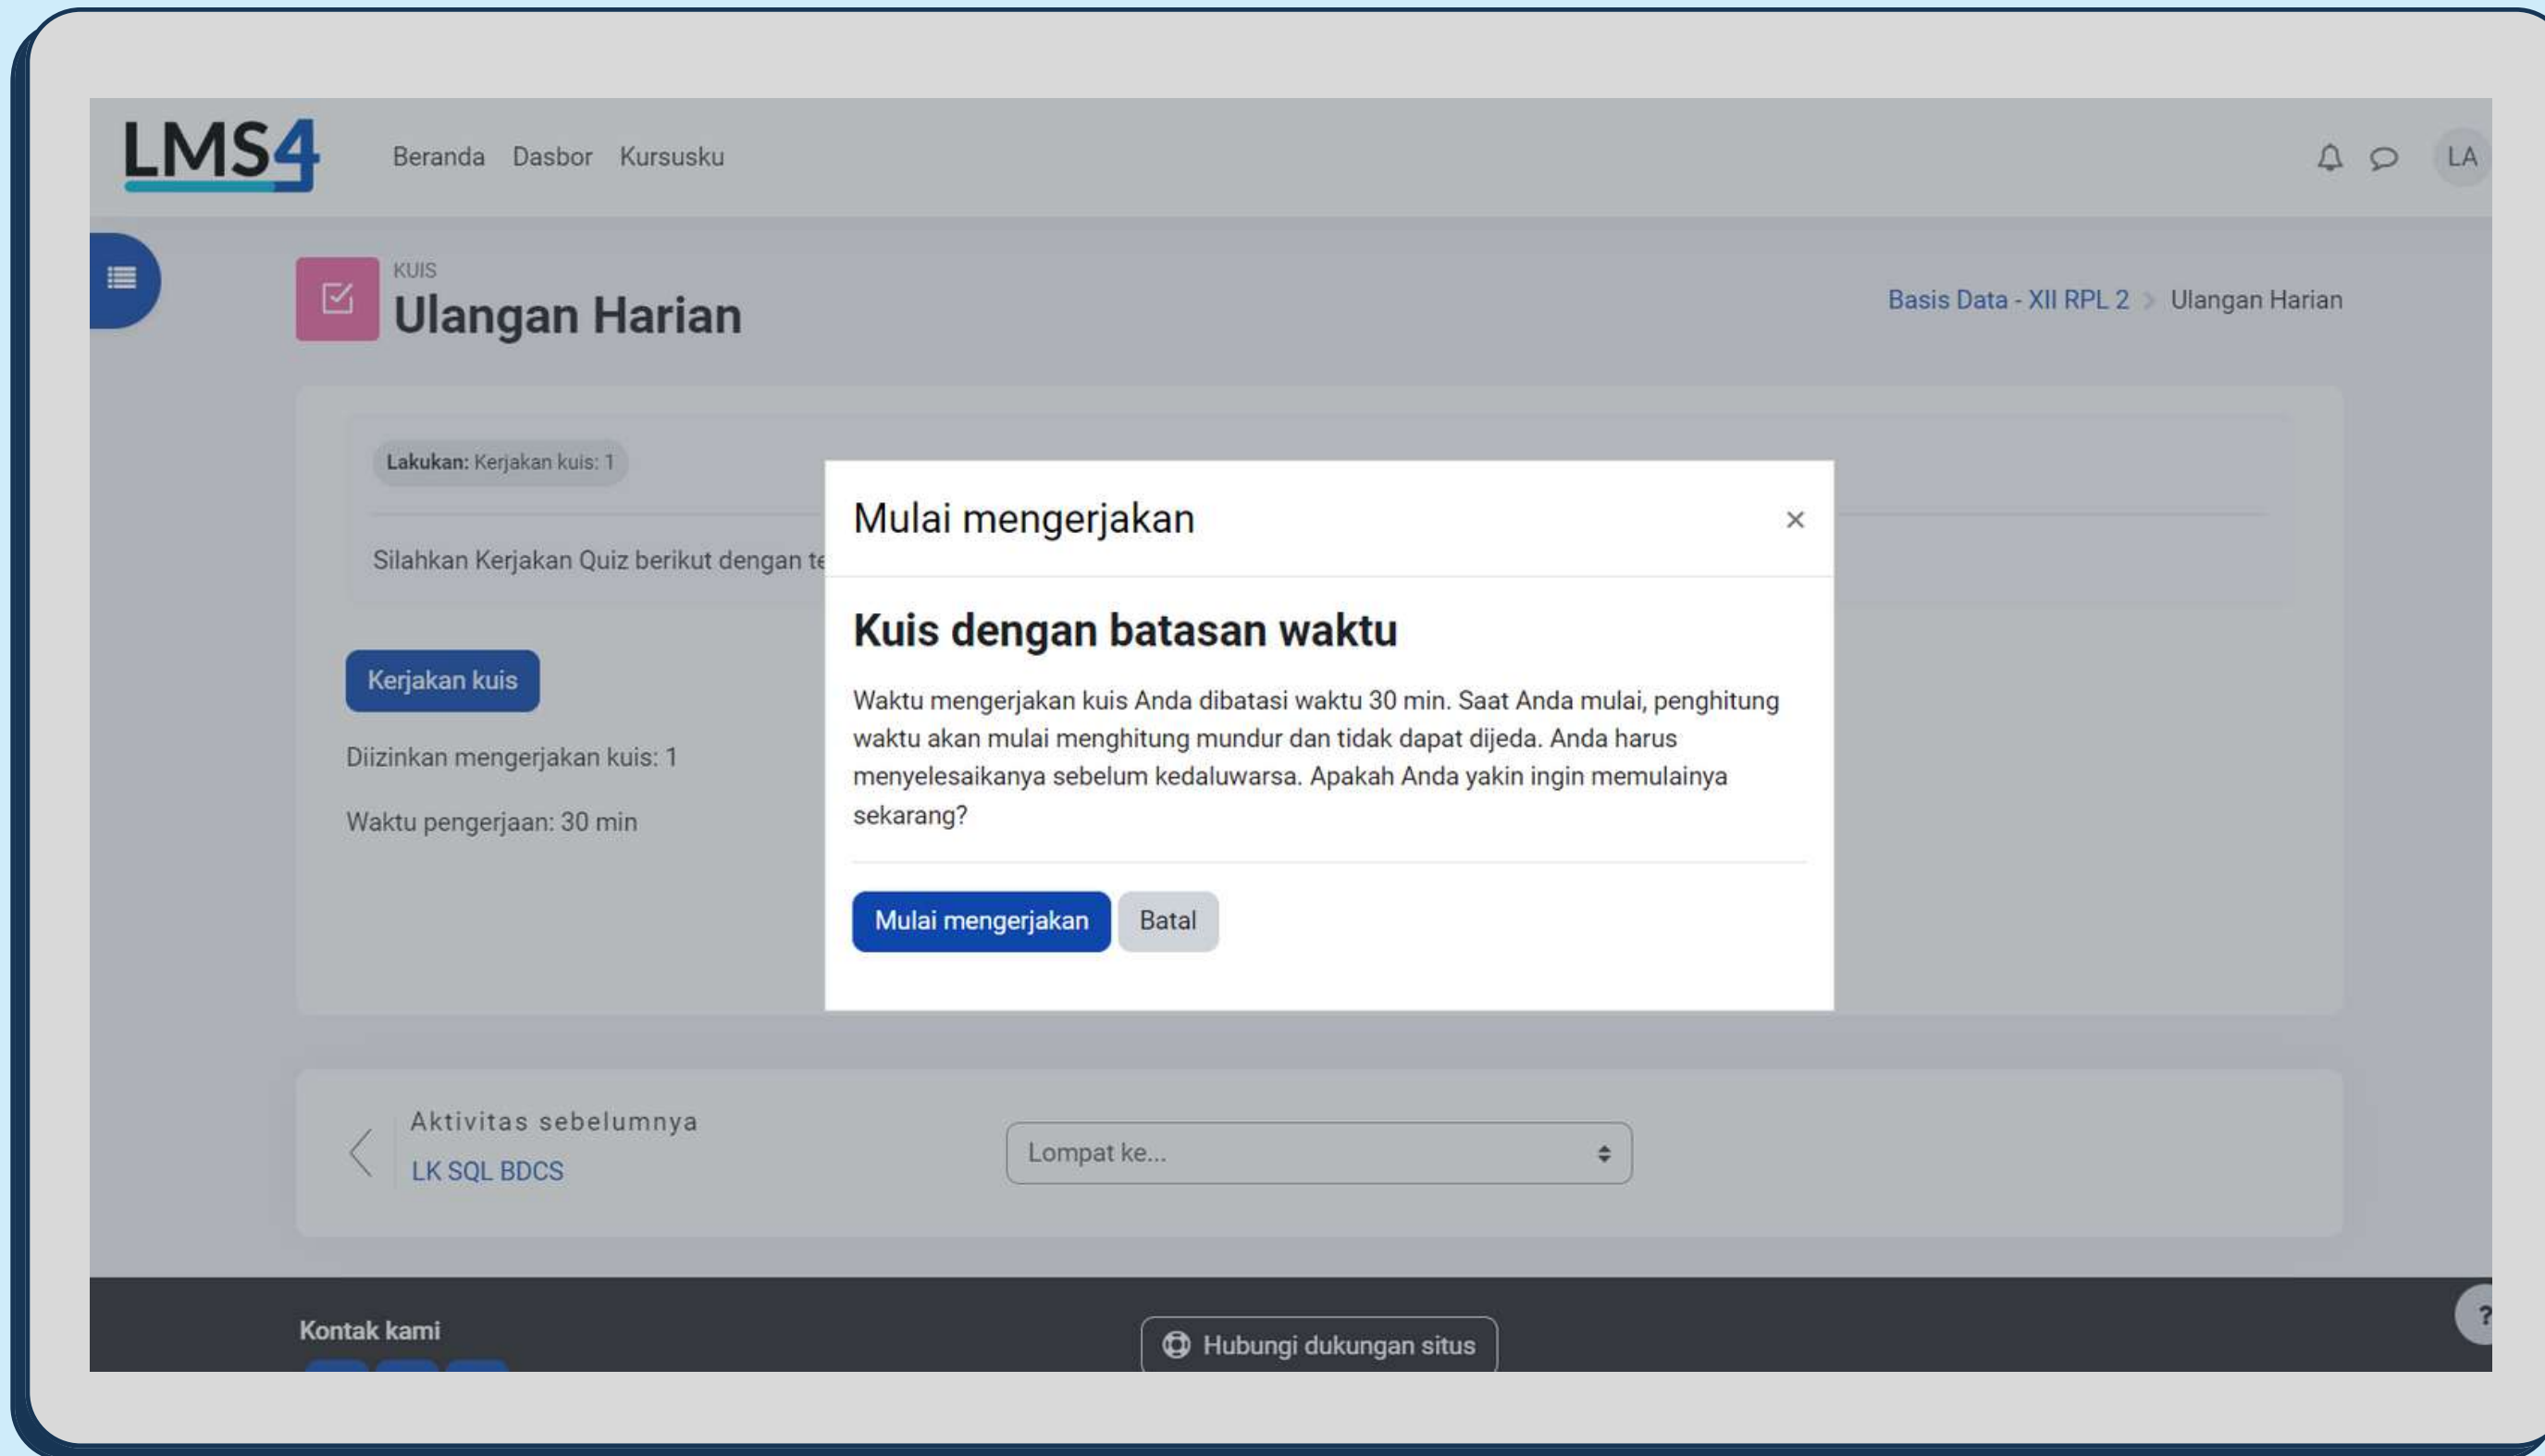 LMS4
Beranda Dasbor Kursusku
LA
KUIS
Ulangan Harian
Basis Data - XII RPL 2 > Ulangan Harian
Lakukan: Kerjakan kuis: 1
Silahkan Kerjakan Quiz berikut dengan
Kerjakan kuis
Diizinkan mengerjakan kuis: 1
Waktu pengerjaan: 30 min
Mulai mengerjakan ×
Kuis dengan batasan waktu
Waktu mengerjakan kuis Anda dibatasi waktu 30 min. Saat Anda mulai, penghitung
waktu akan mulai menghitung mundur dan tidak dapat dijeda. Anda harus
menyelesaikanya sebelum kedaluwarsa. Apakah Anda yakin ingin memulainya
sekarang?
Mulai mengerjakan Batal
Aktivitas sebelumnya
LK SQL BDCS
Lompat ke...
Kontak kami
Hubungi dukungan situs
?